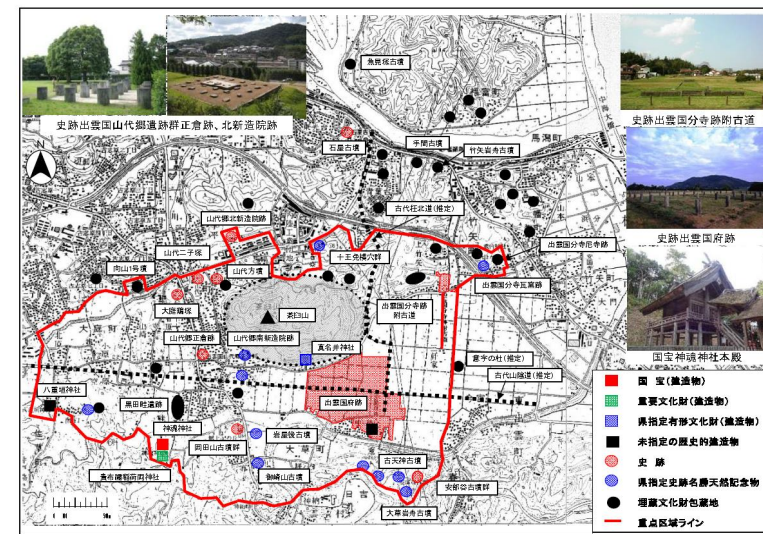 史跡出雲国山代郷遺跡群正倉跡、北新造院跡
史跡出雲国分寺跡附古道
史跡出雲国府跡
国宝神魂神社本殿
魚見塚古墳
石屋古墳
手間古墳
竹矢岩舟古墳
馬潟町
古代枉北道(推定)
山代郷北新造院跡
山代二子塚
山代方墳
十王免横穴群
出雲国分寺尼寺跡
出雲国分寺瓦窯跡
向山1号墳
大庭鶏塚
茶臼山
出雲国分寺跡
附古道
山代郷正倉跡
山代郷南新造院跡
真名井神社
意宇の杜(推定)
古代山陰道(推定)
八重垣神社
黒田畦遺跡
出雲国府跡
神魂神社
岡田山古墳群
岩屋後古墳
大草町
古天神古墳
御崎山古墳
安部谷古墳群
大草岩舟古墳
国 宝(建造物)
重要文化財(建造物)
県指定有形文化財(建造物)
未指定の歴史的建造物
史 跡
県指定史跡名勝天然記念物
埋蔵文化財包蔵地
重点区域ライン